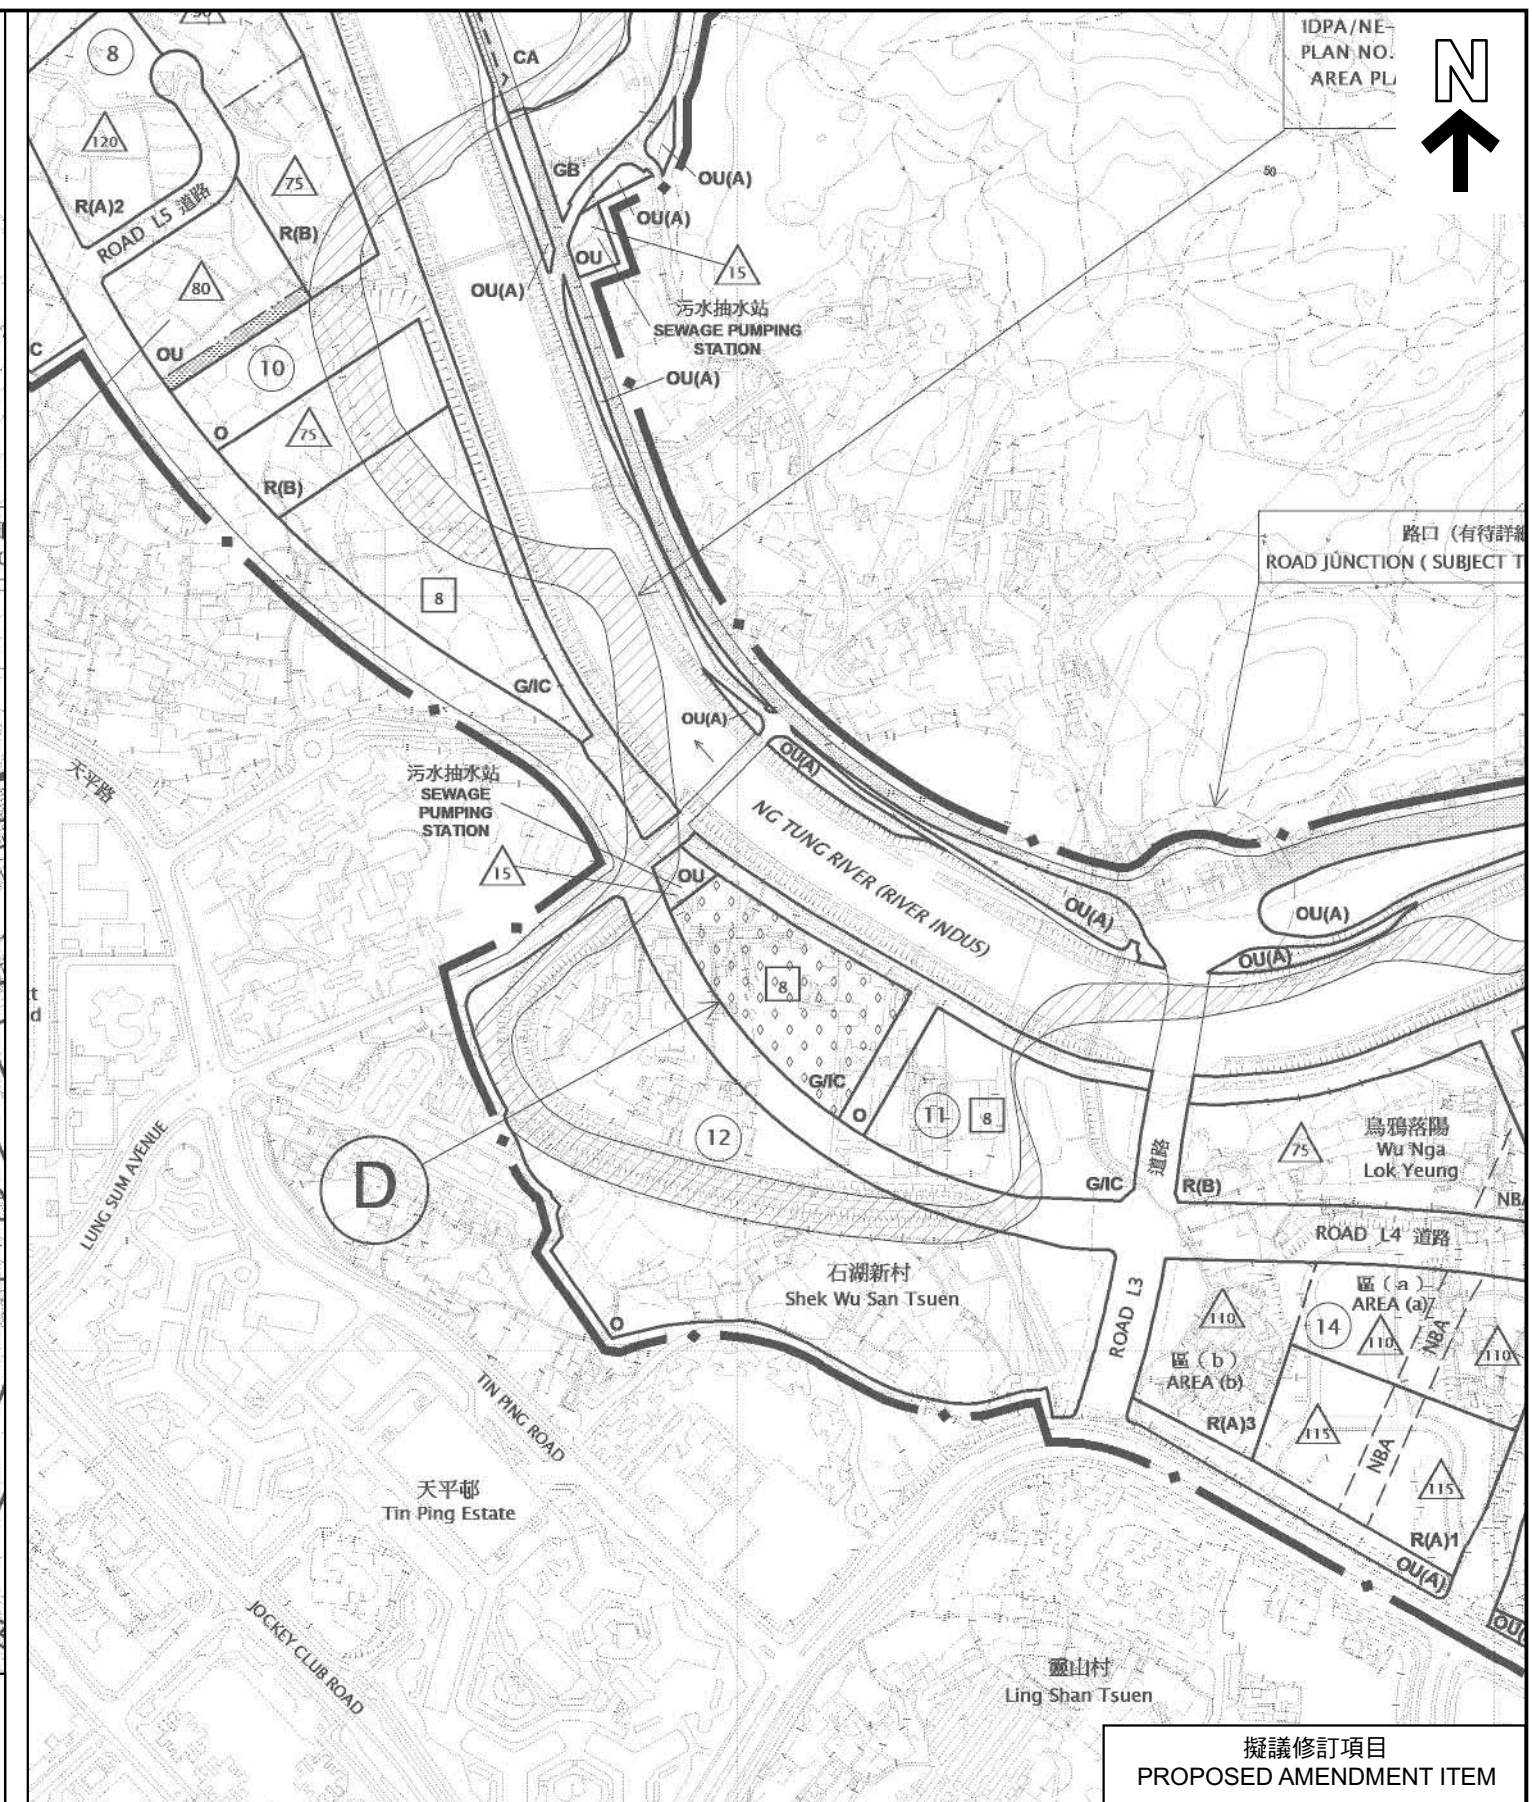 IDPA/NE-
PLAN NO.
AREA PLA
N
8
CA
50
120
75
GB
OU(A)
R(A)2
ROAD L5 道路
OU(A)
R(B)
OU
15
80
OU(A)
污水抽水站
SEWAGE PUMPING
STATION
C
OU
10
OU(A)
O
75
R(B)
路口（有待詳細
ROAD JUNCTION ( SUBJECT T
8
G/IC
OU(A)
天平路
污水抽水站
SEWAGE
PUMPING
STATION
OU(A)
NG TUNG RIVER (RIVER INDUS)
15
OU
OU(A)
OU(A)
OU(A)
8
G/IC
O
11
8
12
道路
G/IC
R(B)
75
烏鴉落陽
Wu Nga
Lok Yeung
NBA
LUNG SUM AVENUE
D
ROAD L4 道路
石湖新村
Shek Wu San Tsuen
O
ROAD L3
110
區（a）
AREA (a)
14
110
NBA
110
區（b）
AREA (b)
R(A)3
115
NBA
115
TIN PING ROAD
天平邨
Tin Ping Estate
R(A)1
OU(A)
JOCKEY CLUB ROAD
靈山村
Ling Shan Tsuen
擬議修訂項目
PROPOSED AMENDMENT ITEM